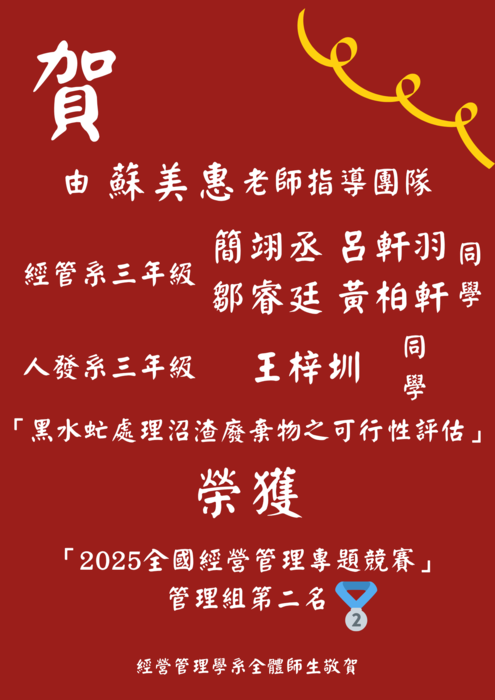 賀
由 蘇美惠老師指導團隊
經管系三年級 簡翊丞 呂軒羽 鄒睿廷 黃柏軒 同學
人發系三年級 王梓圳 同學
「黑水虻處理沼渣廢棄物之可行性評估」
榮獲
「2025全國經營管理專題競賽」
管理組第二名 2
經營管理學系全體師生敬賀